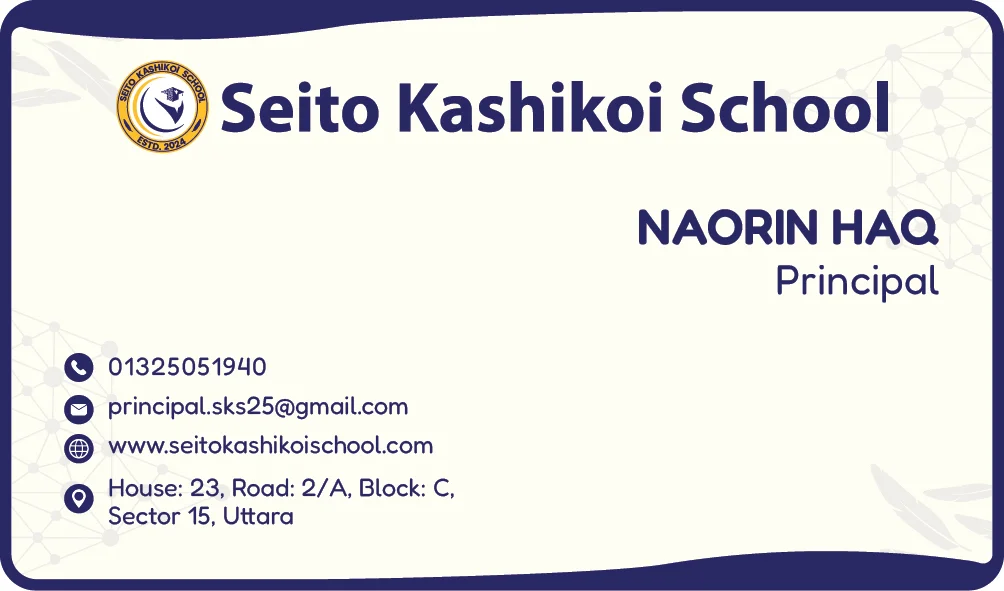 SEITO KASHIKOI SCHOOL
ESTD. 2024
Seito Kashikoi School
NAORIN HAQ
Principal
01325051940
principal.sks25@gmail.com
www.seitokashikoischool.com
House: 23, Road: 2/A, Block: C,
Sector 15, Uttara